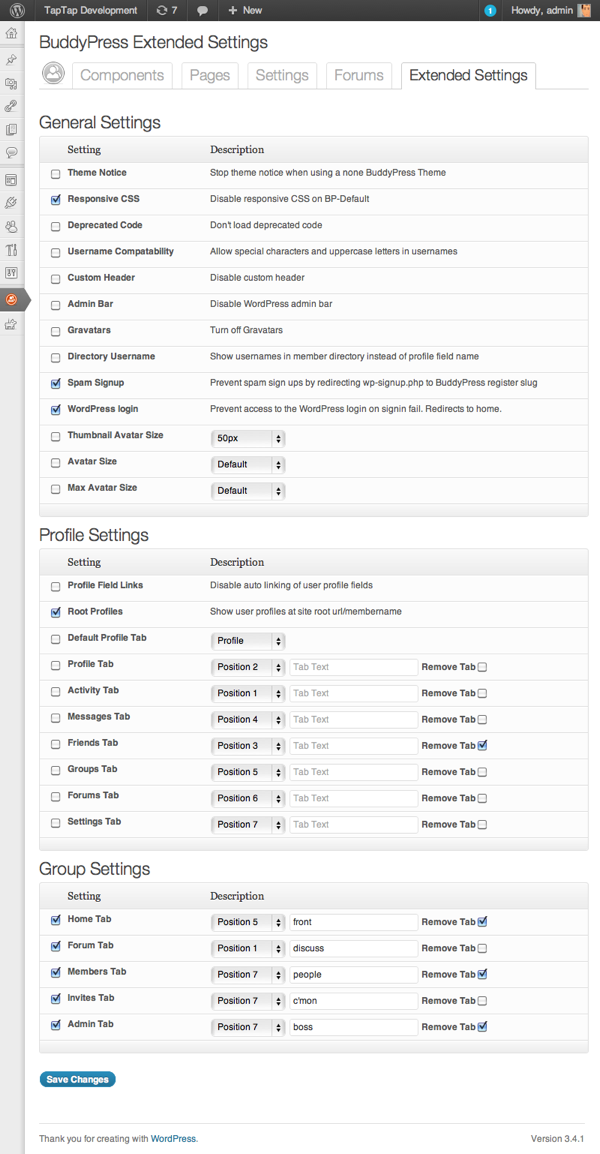 TapTap Development 7 + New 1 Howdy, admin
BuddyPress Extended Settings
Components Pages Settings Forums Extended Settings
General Settings
Setting Description
Theme Notice Stop theme notice when using a none BuddyPress Theme
Responsive CSS Disable responsive CSS on BP-Default
Deprecated Code Don't load deprecated code
Username Compatability Allow special characters and uppercase letters in usernames
Custom Header Disable custom header
Admin Bar Disable WordPress admin bar
Gravatars Turn off Gravatars
Directory Username Show usernames in member directory instead of profile field name
Spam Signup Prevent spam sign ups by redirecting wp-signup.php to BuddyPress register slug
WordPress login Prevent access to the WordPress login on signin fail. Redirects to home.
Thumbnail Avatar Size 50px
Avatar Size Default
Max Avatar Size Default
Profile Settings
Setting Description
Profile Field Links Disable auto linking of user profile fields
Root Profiles Show user profiles at site root url/membername
Default Profile Tab Profile
Profile Tab Position 2 Tab Text Remove Tab
Activity Tab Position 1 Tab Text Remove Tab
Messages Tab Position 4 Tab Text Remove Tab
Friends Tab Position 3 Tab Text Remove Tab
Groups Tab Position 5 Tab Text Remove Tab
Forums Tab Position 6 Tab Text Remove Tab
Settings Tab Position 7 Tab Text Remove Tab
Group Settings
Setting Description
Home Tab Position 5 front Remove Tab
Forum Tab Position 1 discuss Remove Tab
Members Tab Position 7 people Remove Tab
Invites Tab Position 7 c'mon Remove Tab
Admin Tab Position 7 boss Remove Tab
Save Changes
Thank you for creating with WordPress. Version 3.4.1